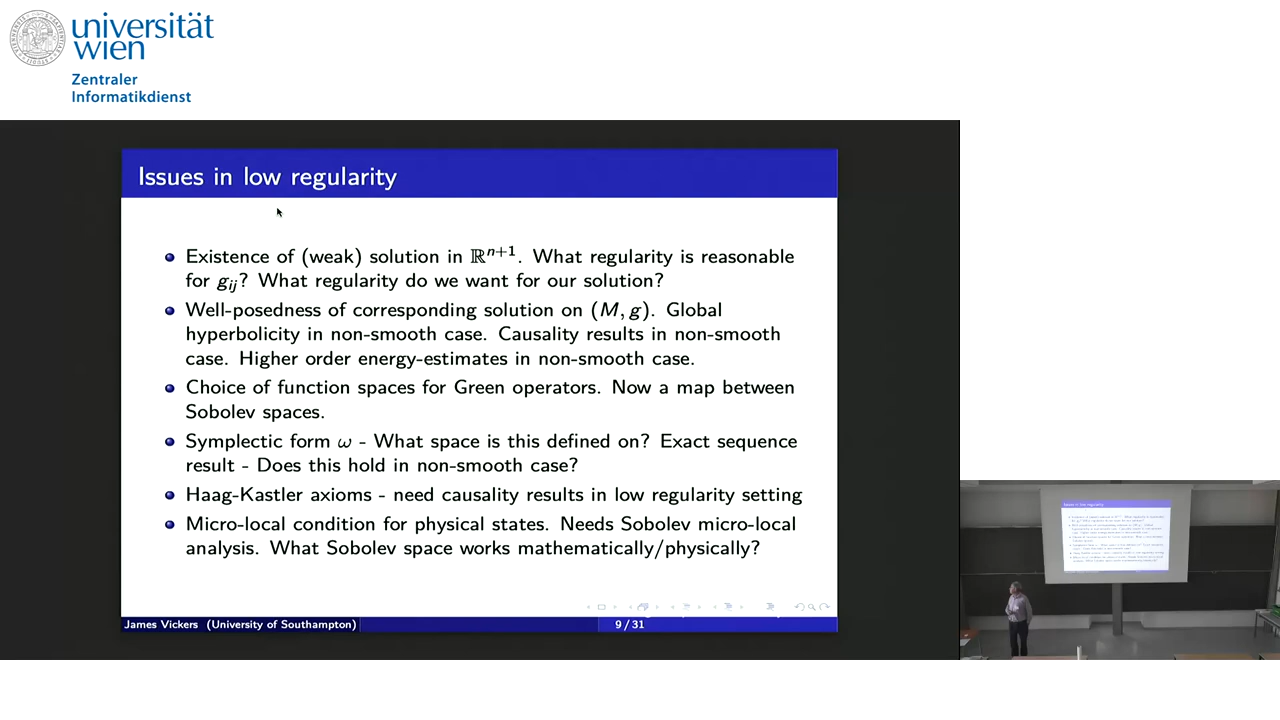 universität
wien
Zentraler
Informatikdienst
Issues in low regularity
Existence of (weak) solution in ℝⁿ⁺¹. What regularity is reasonable
for gᵢⱼ? What regularity do we want for our solution?
Well-posedness of corresponding solution on (M, g). Global
hyperbolicity in non-smooth case. Causality results in non-smooth
case. Higher order energy-estimates in non-smooth case.
Choice of function spaces for Green operators. Now a map between
Sobolev spaces.
Symplectic form ω - What space is this defined on? Exact sequence
result - Does this hold in non-smooth case?
Haag-Kastler axioms - need causality results in low regularity setting
Micro-local condition for physical states. Needs Sobolev micro-local
analysis. What Sobolev space works mathematically/physically?
James Vickers (University of Southampton)
9 / 31
Issues in low regularity